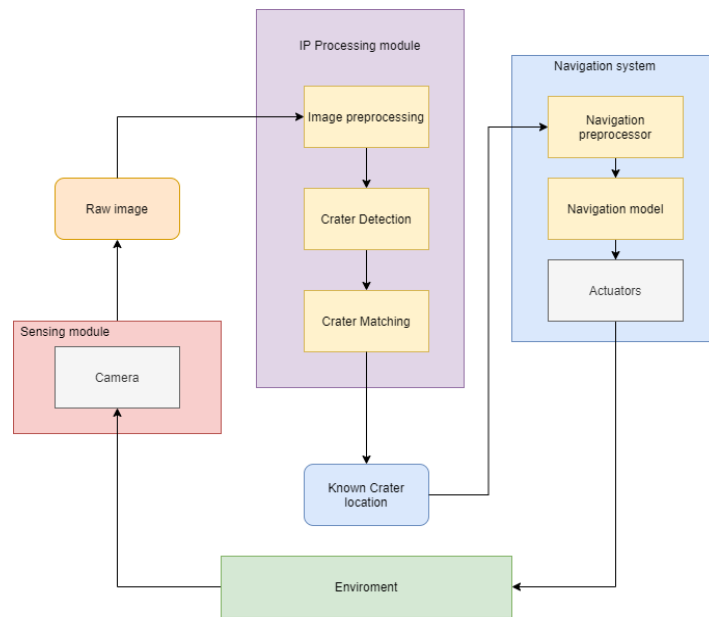 IP Processing module
Navigation system
Image preprocessing
Navigation
preprocessor
Raw image
Crater Detection
Navigation model
Actuators
Crater Matching
Sensing module
Camera
Known Crater
location
Enviroment